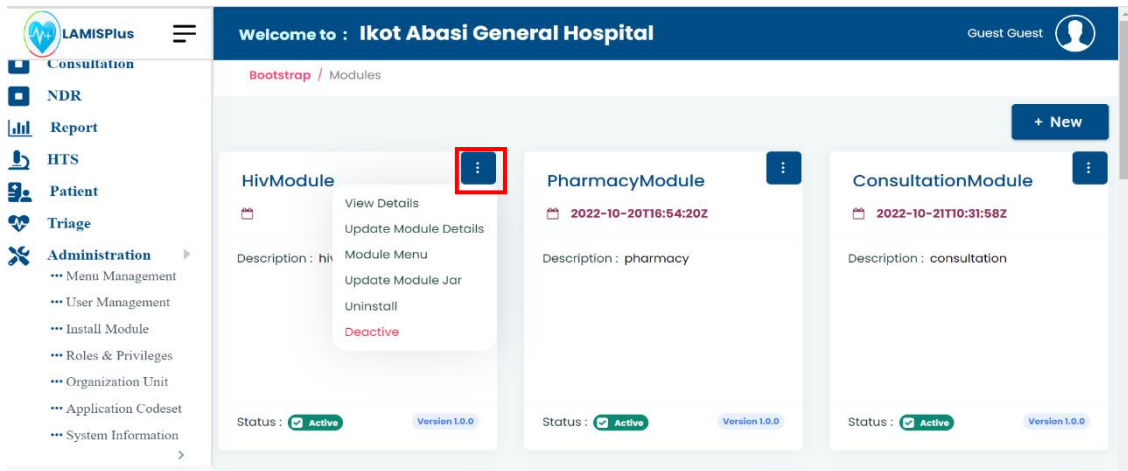 LAMISPlus
Welcome to : Ikot Abasi General Hospital
Guest Guest
Consultation
NDR
Report
HTS
Patient
Triage
Administration
Menu Management
User Management
Install Module
Roles & Privileges
Organization Unit
Application Codeset
System Information
Bootstrap / Modules
+ New
HivModule
View Details
Update Module Details
Module Menu
Update Module Jar
Uninstall
Deactive
Description : hiv
Status : Active
Version 1.0.0
PharmacyModule
2022-10-20T16:54:20Z
Description : pharmacy
Status : Active
Version 1.0.0
ConsultationModule
2022-10-21T10:31:58Z
Description : consultation
Status : Active
Version 1.0.0